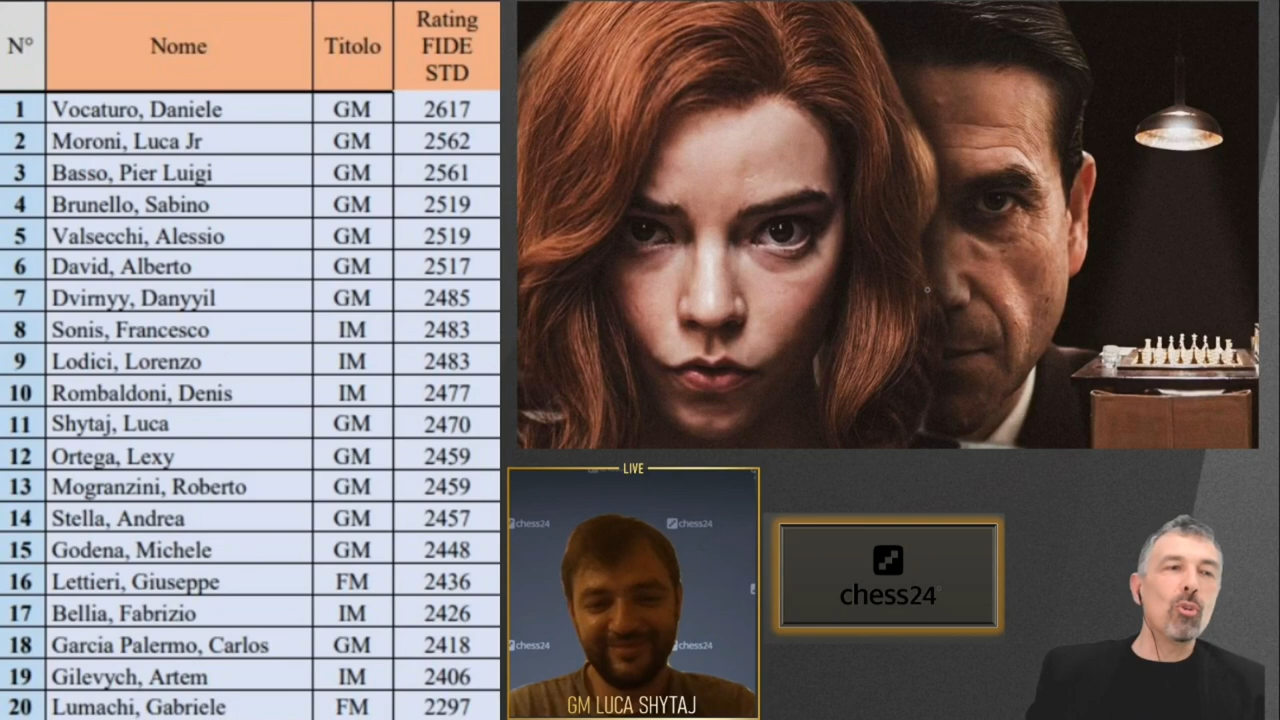 N° Nome Titolo Rating FIDE STD
1 Vocaturo, Daniele GM 2617
2 Moroni, Luca Jr GM 2562
3 Basso, Pier Luigi GM 2561
4 Brunello, Sabino GM 2519
5 Valsecchi, Alessio GM 2519
6 David, Alberto GM 2517
7 Dvirnyy, Danyyil GM 2485
8 Sonis, Francesco IM 2483
9 Lodici, Lorenzo IM 2483
10 Rombaldoni, Denis IM 2477
11 Shytaj, Luca GM 2470
12 Ortega, Lexy GM 2459
13 Mogranzini, Roberto GM 2459
14 Stella, Andrea GM 2457
15 Godena, Michele GM 2448
16 Lettieri, Giuseppe FM 2436
17 Bellia, Fabrizio IM 2426
18 Garcia Palermo, Carlos GM 2418
19 Gilevych, Artem IM 2406
20 Lumachi, Gabriele FM 2297
LIVE
chess24 chess24
chess24 chess24
GM LUCA SHYTAJ
chess24